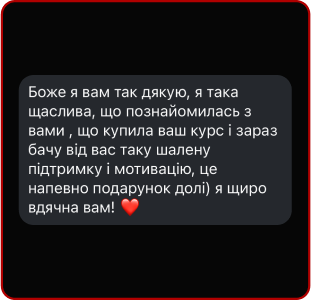 Боже я вам так дякую, я така
щаслива, що познайомилась з
вами , що купила ваш курс і зараз
бачу від вас таку шалену
підтримку і мотивацію, це
напевно подарунок долі) я щиро
вдячна вам! ❤️